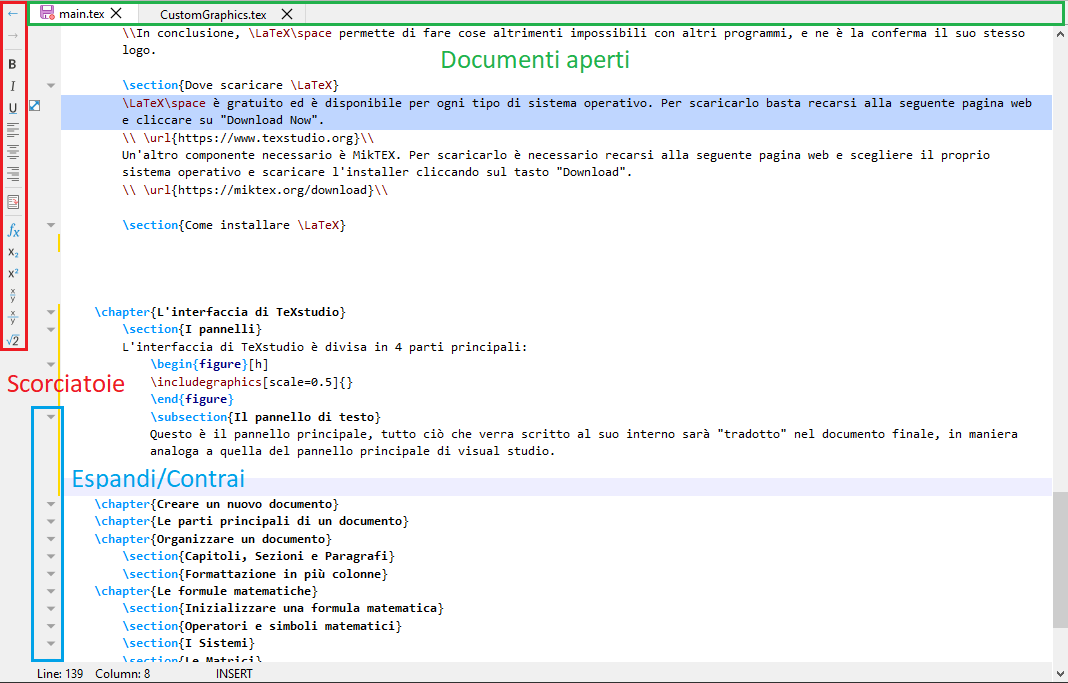 main.tex CustomGraphics.tex
\\In conclusione, \LaTeX\space permette di fare cose altrimenti impossibili con altri programmi, e ne è la conferma il suo stesso
logo.
Documenti aperti
\section{Dove scaricare \LaTeX}
\LaTeX\space è gratuito ed è disponibile per ogni tipo di sistema operativo. Per scaricarlo basta recarsi alla seguente pagina web
e cliccare su "Download Now".
\\ \url{https://www.texstudio.org}\\
Un'altro componente necessario è MikTEX. Per scaricarlo è necessario recarsi alla seguente pagina web e scegliere il proprio
sistema operativo e scaricare l'installer cliccando sul tasto "Download".
\\ \url{https://miktex.org/download}\\
\section{Come installare \LaTeX}
\chapter{L'interfaccia di TeXstudio}
\section{I pannelli}
L'interfaccia di TeXstudio è divisa in 4 parti principali:
\begin{figure}[h]
\includegraphics[scale=0.5]{}
\end{figure}
\subsection{Il pannello di testo}
Questo è il pannello principale, tutto ciò che verra scritto al suo interno sarà "tradotto" nel documento finale, in maniera
analoga a quella del pannello principale di visual studio.
\chapter{Creare un nuovo documento}
\chapter{Le parti principali di un documento}
\chapter{Organizzare un documento}
\section{Capitoli, Sezioni e Paragrafi}
\section{Formattazione in più colonne}
\chapter{Le formule matematiche}
\section{Inizializzare una formula matematica}
\section{Operatori e simboli matematici}
\section{I Sistemi}
\section{Le Matrici}
B
I
U
fx
x₂
x²
x/y
x/y
√2
Scorciatoie
Espandi/Contrai
Line: 139 Column: 8 INSERT